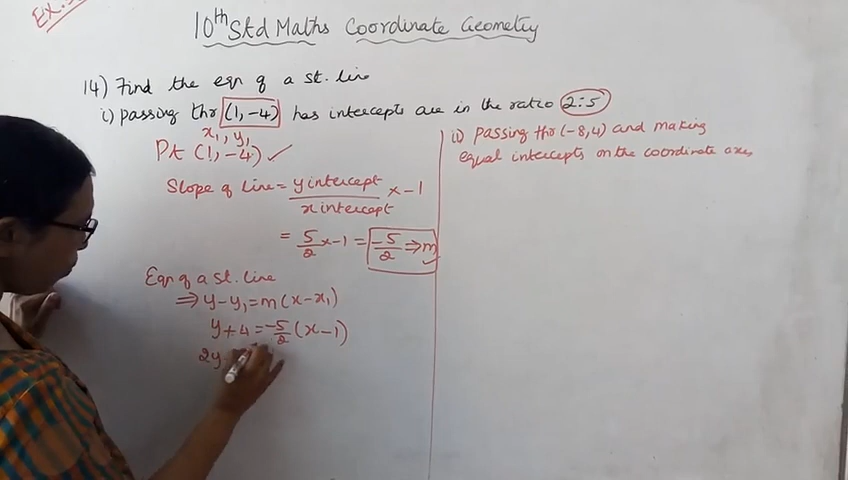 Ex.
10th Std Maths Coordinate Geometry
14) Find the eqn of a st. line
i) passing thr (1, -4) has intercepts are in the ratio 2:5
x1, y1
Pt (1, -4) ✓
Slope of line = y intercept / x intercept × -1
= 5/2 × -1 = -5/2 ⇒ m
Eqn of a st. line
⇒ y - y1 = m (x - x1)
y + 4 = -5/2 (x - 1)
2y
ii) passing thr (-8, 4) and making
equal intercepts on the coordinate axes